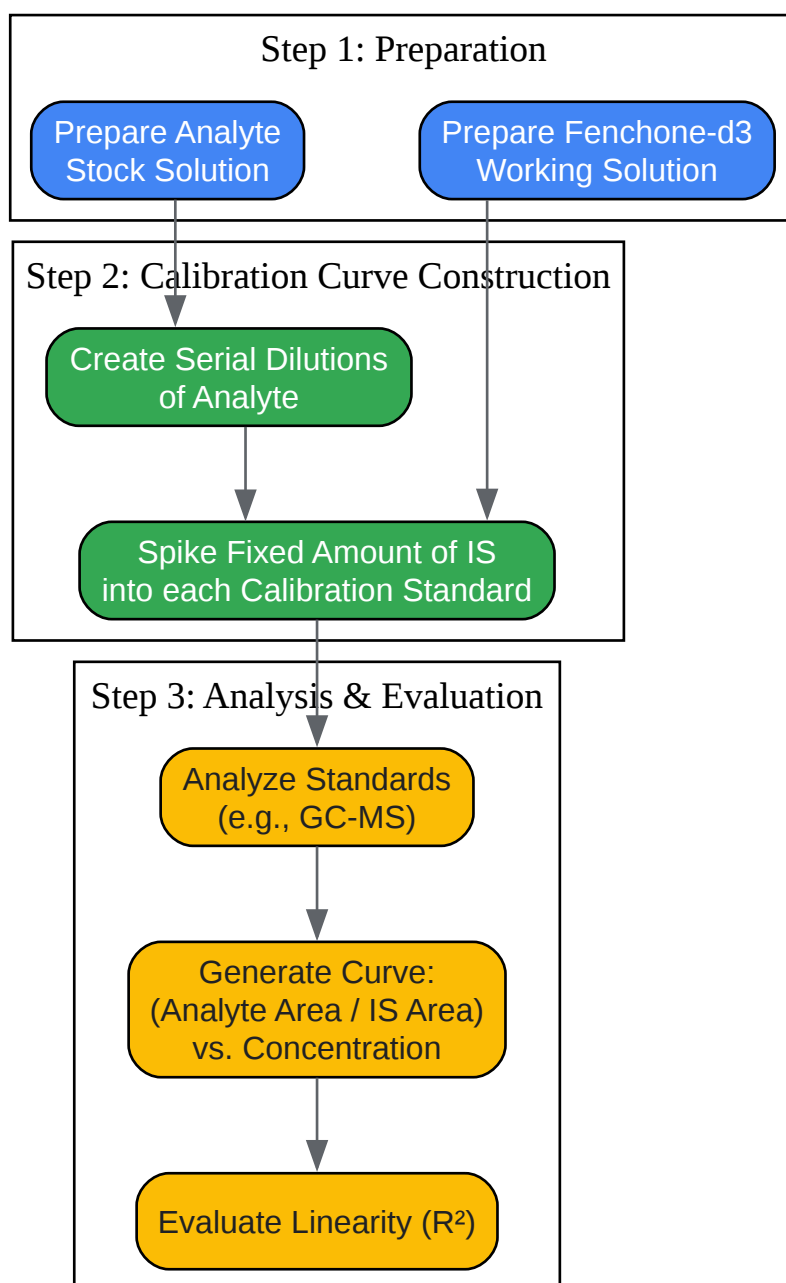 Step 1: Preparation
Prepare Analyte
Stock Solution
Prepare Fenchone-d3
Working Solution
Step 2: Calibration Curve Construction
Create Serial Dilutions
of Analyte
Spike Fixed Amount of IS
into each Calibration Standard
Step 3: Analysis & Evaluation
Analyze Standards
(e.g., GC-MS)
Generate Curve:
(Analyte Area / IS Area)
vs. Concentration
Evaluate Linearity (R²)